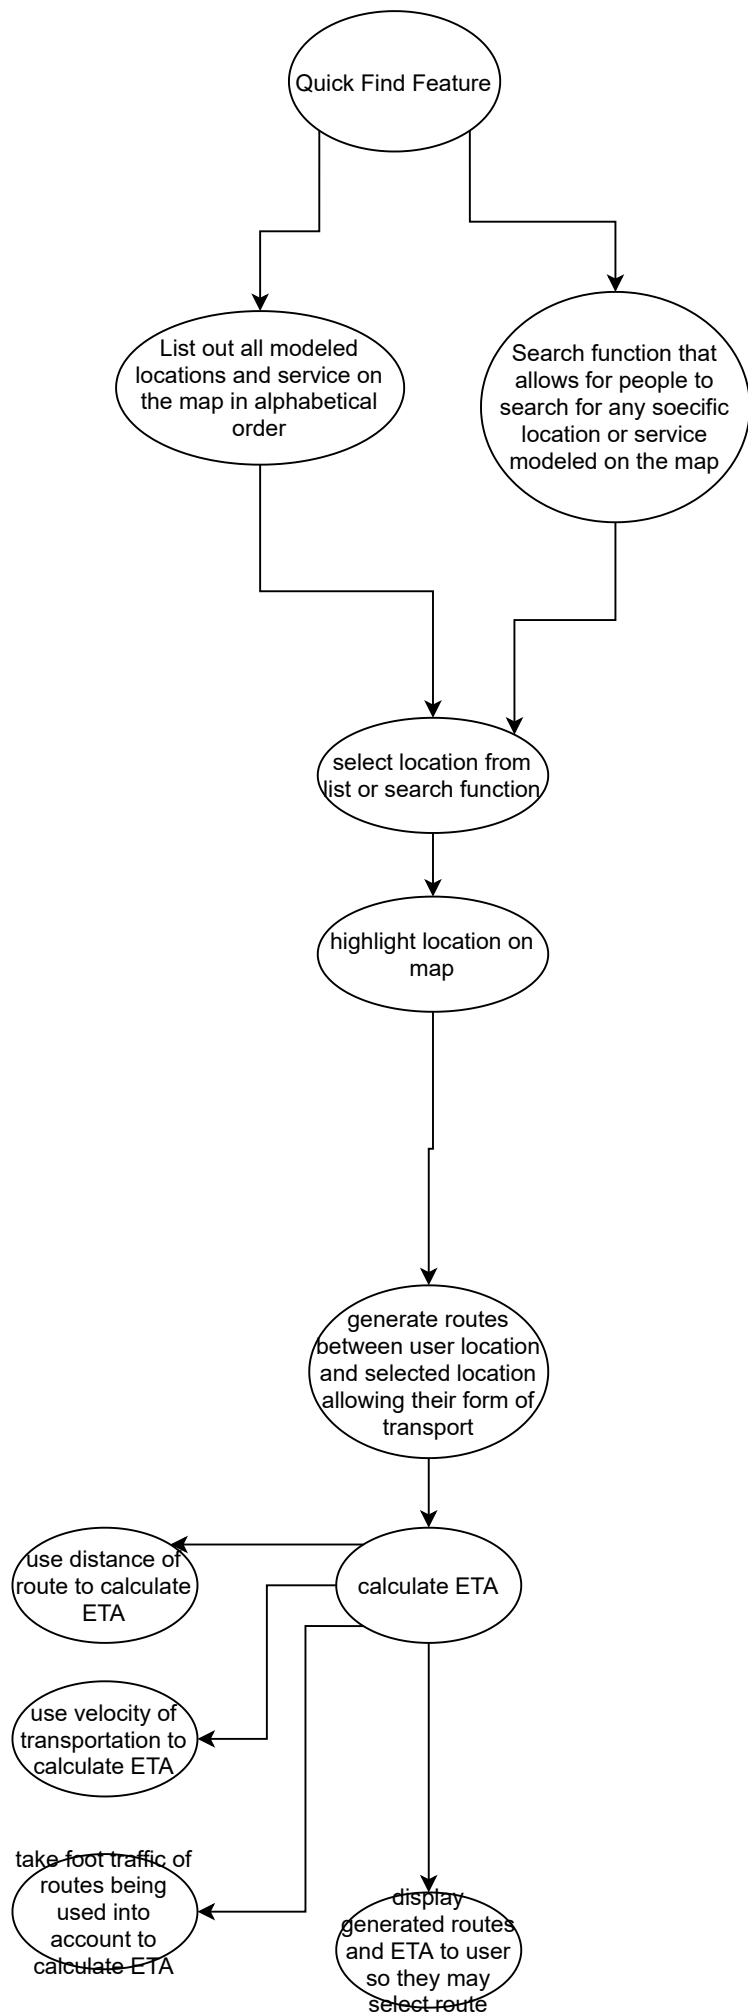 Quick Find Feature
List out all modeled
locations and service on
the map in alphabetical
order
Search function that
allows for people to
search for any soecific
location or service
modeled on the map
select location from
list or search function
highlight location on
map
generate routes
between user location
and selected location
allowing their form of
transport
use distance of
route to calculate
ETA
calculate ETA
use velocity of
transportation to
calculate ETA
take foot traffic of
routes being
used into
account to
calculate ETA
display
generated routes
and ETA to user
so they may
select route